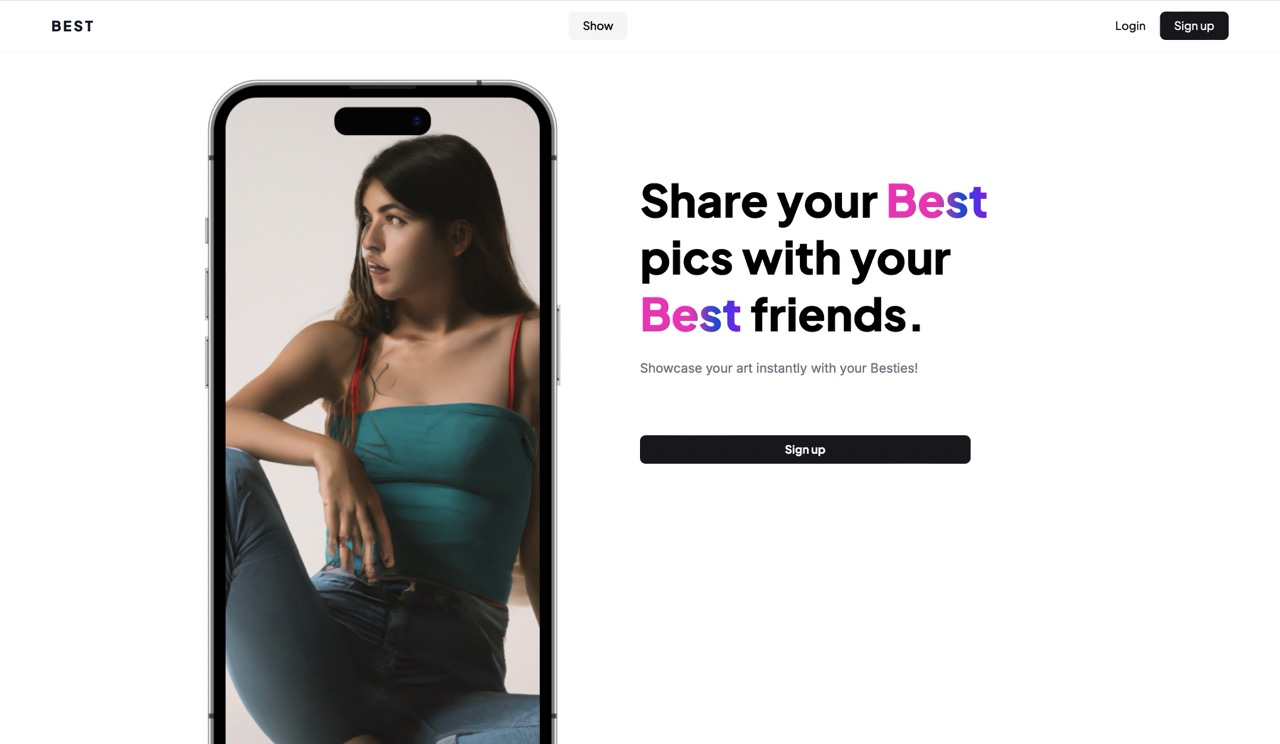 BEST
Show
Login
Sign up
Share your Best
pics with your
Best friends.
Showcase your art instantly with your Besties!
Sign up